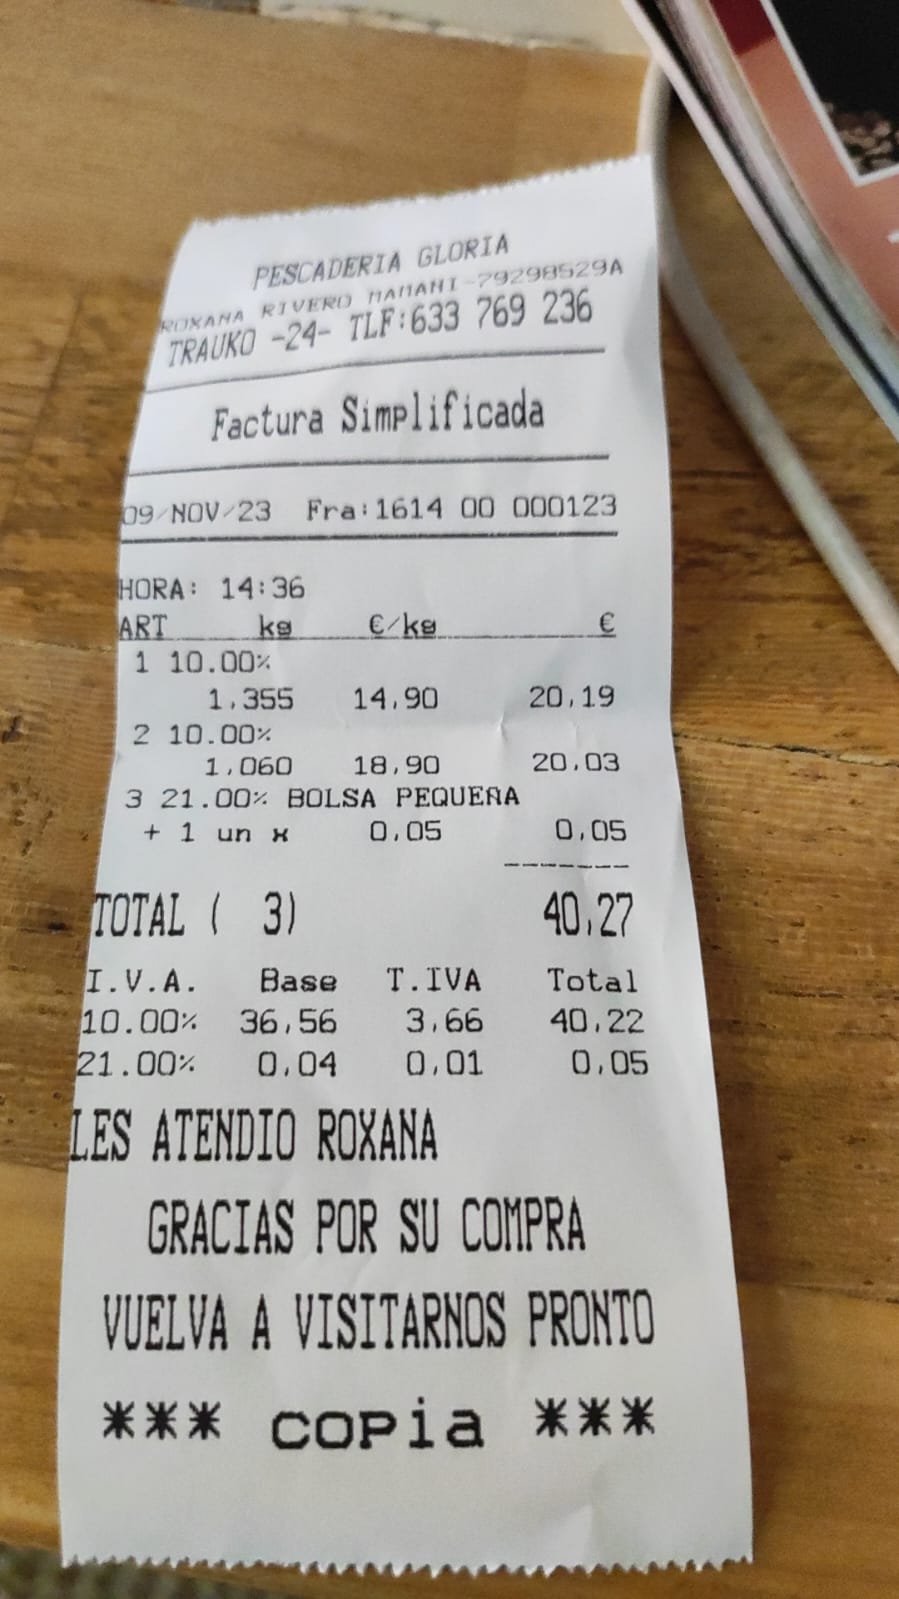 PESCADERIA GLORIA
ROXANA RIVERO MAMANI-79298529A
TRAUKO -24- TLF:633 769 236
Factura Simplificada
09/NOV/23 Fra:1614 00 000123
HORA: 14:36
ART kg €/kg €
1 10.00%
1,355 14,90 20,19
2 10.00%
1,060 18,90 20,03
3 21.00% BOLSA PEQUEÑA
+ 1 un x 0,05 0,05
TOTAL ( 3) 40,27
I.V.A. Base T.IVA Total
10.00% 36,56 3,66 40,22
21.00% 0,04 0,01 0,05
LES ATENDIO ROXANA
GRACIAS POR SU COMPRA
VUELVA A VISITARNOS PRONTO
*** copia ***